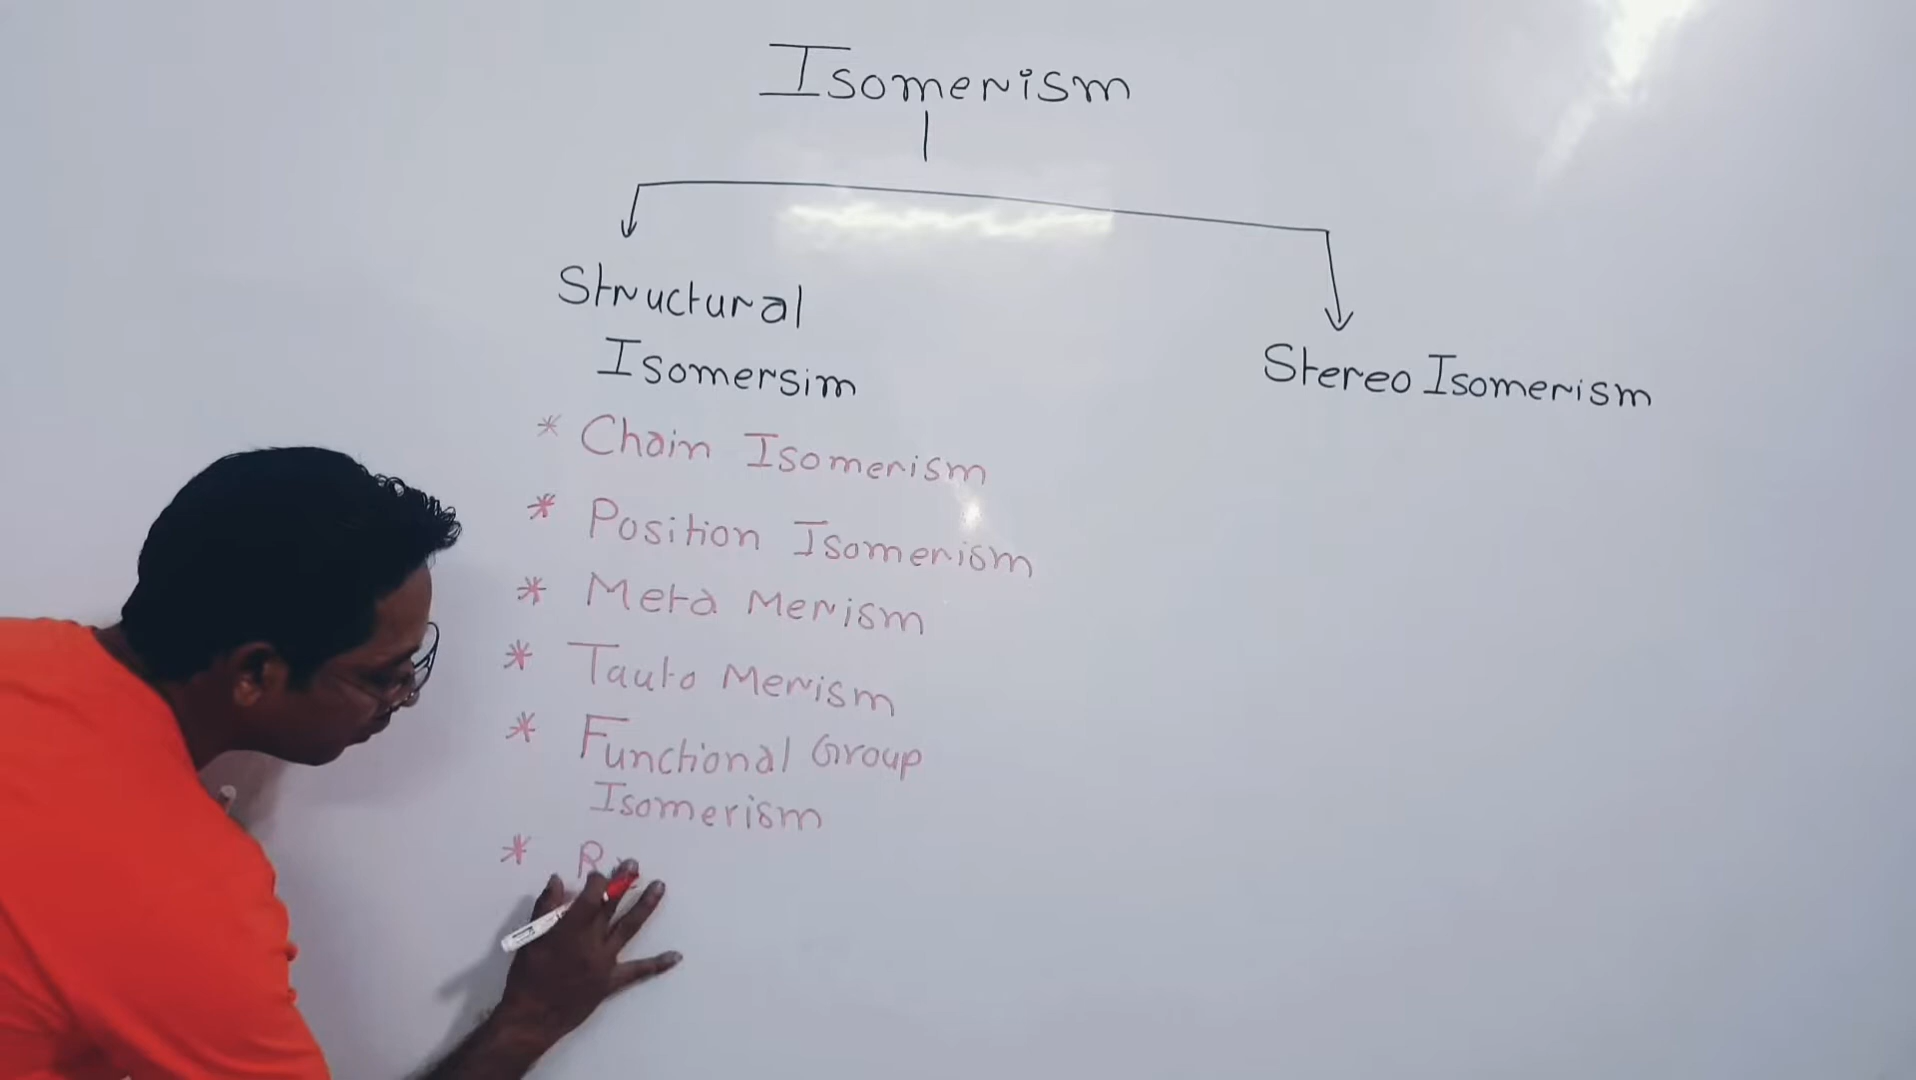 Isomerism
Structural
Isomersim
Stereo Isomerism
* Chain Isomerism
* Position Isomerism
* Meta Merism
* Tauto Merism
* Functional Group
Isomerism
*